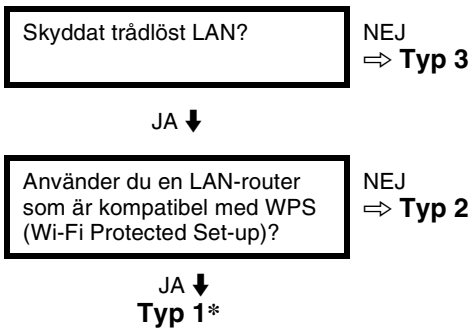 Skyddat trådlöst LAN?
NEJ
⇨ Typ 3
JA ⬇
Använder du en LAN-router
som är kompatibel med WPS
(Wi-Fi Protected Set-up)?
NEJ
⇨ Typ 2
JA ⬇
Typ 1*